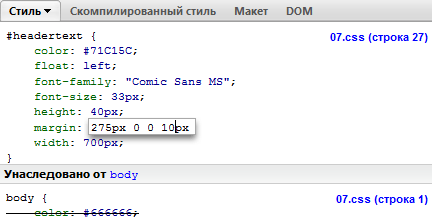 Стиль Скомпилированный стиль Макет DOM
#headertext { 07.css (строка 27)
color: #71C15C;
float: left;
font-family: "Comic Sans MS";
font-size: 33px;
height: 40px;
margin: 275px 0 0 10px
width: 700px;
}
Унаследовано от body
body { 07.css (строка 1)
color: #666666;